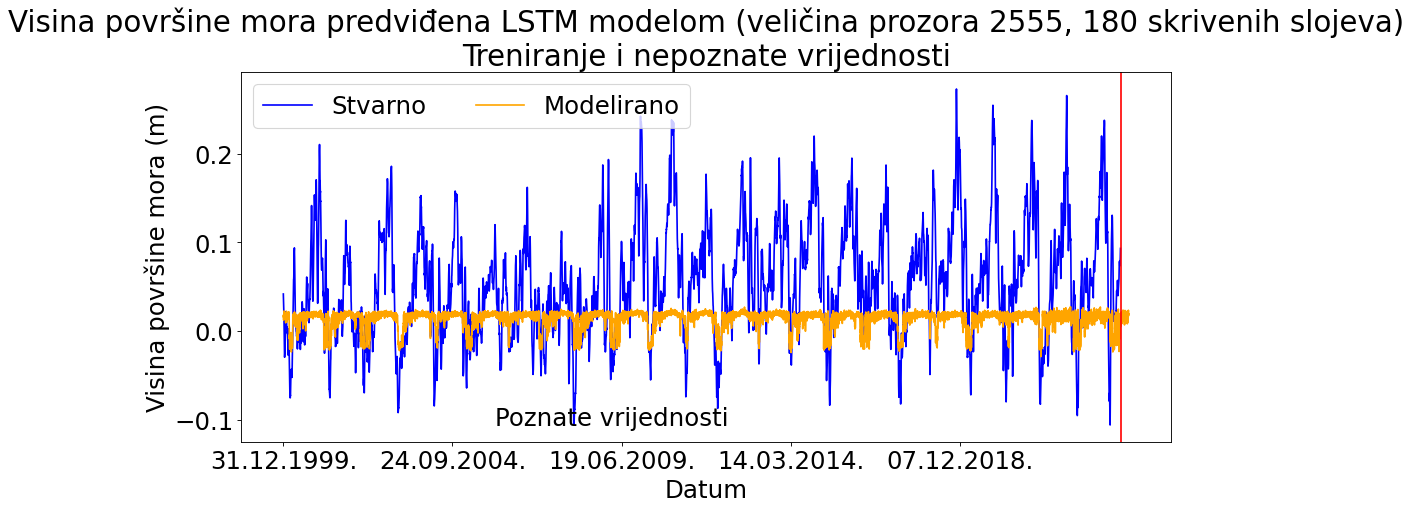 Visina površine mora predviđena LSTM modelom (veličina prozora 2555, 180 skrivenih slojeva)
Treniranje i nepoznate vrijednosti
Stvarno Modelirano
Visina površine mora (m)
0.2
0.1
0.0
−0.1
Poznate vrijednosti
31.12.1999. 24.09.2004. 19.06.2009. 14.03.2014. 07.12.2018.
Datum